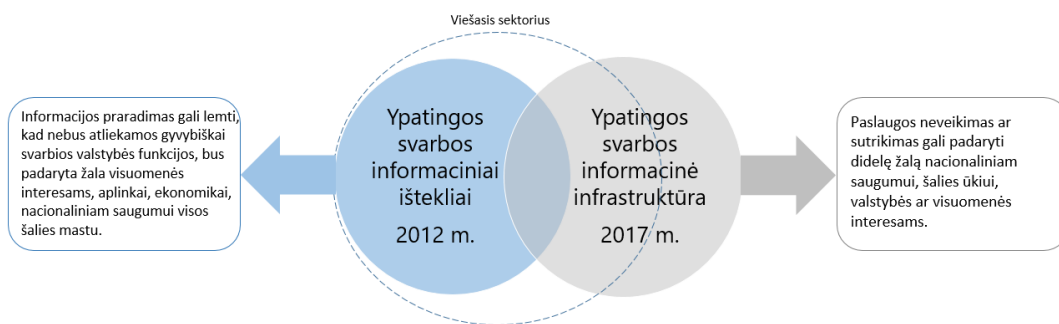 Viešasis sektorius
Informacijos praradimas gali lemti,
kad nebus atliekamos gyvybiškai
svarbios valstybės funkcijos, bus
padaryta žala visuomenės
interesams, aplinkai, ekonomikai,
nacionaliniam saugumui visos
šalies mastu.
Ypatingos
svarbos
informaciniai
ištekliai
2012 m.
Ypatingos
svarbos
informacinė
infrastruktūra
2017 m.
Paslaugos neveikimas ar
sutrikimas gali padaryti
didelę žalą nacionaliniam
saugumui, šalies ūkiui,
valstybės ar visuomenės
interesams.